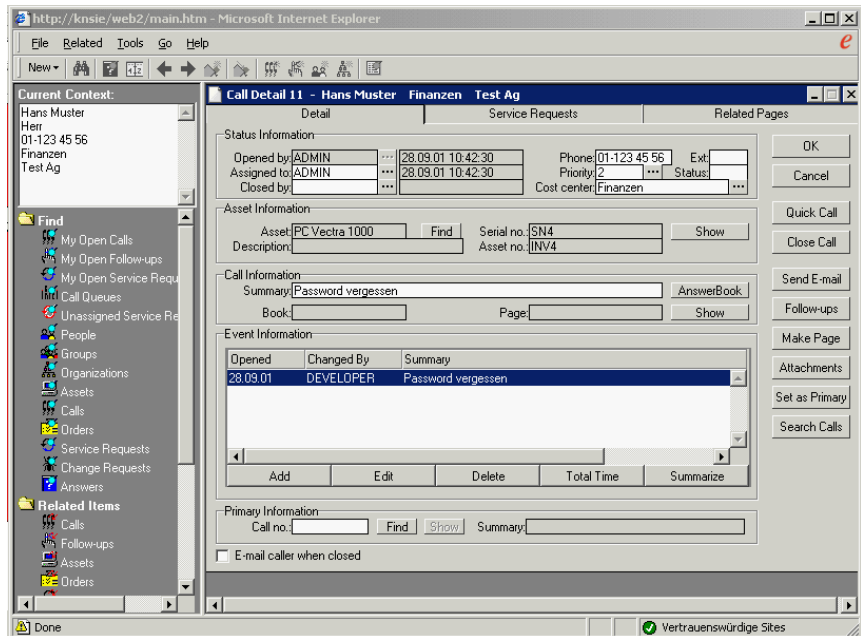 http://knsie/web2/main.htm - Microsoft Internet Explorer
File Related Tools Go Help
New
Current Context:
Hans Muster
Herr
01-123 45 56
Finanzen
Test Ag
Find
My Open Calls
My Open Follow-ups
My Open Service Requ
Call Queues
Unassigned Service Re
People
Groups
Organizations
Assets
Calls
Orders
Service Requests
Change Requests
Answers
Related Items
Calls
Follow-ups
Assets
Orders
Call Detail 11 - Hans Muster Finanzen Test Ag
Detail Service Requests Related Pages
Status Information
Opened by: ADMIN ... 28.09.01 10:42:30 Phone: 01-123 45 56 Ext:
Assigned to: ADMIN ... 28.09.01 10:42:30 Priority: 2 ... Status:
Closed by: ... Cost center: Finanzen ...
Asset Information
Asset: PC Vectra 1000 Find Serial no.: SN4 Show
Description: Asset no.: INV4
Call Information
Summary: Password vergessen AnswerBook
Book: Page: Show
Event Information
Opened Changed By Summary
28.09.01 DEVELOPER Password vergessen
Add Edit Delete Total Time Summarize
Primary Information
Call no.: Find Show Summary:
E-mail caller when closed
OK
Cancel
Quick Call
Close Call
Send E-mail
Follow-ups
Make Page
Attachments
Set as Primary
Search Calls
Done Vertrauenswürdige Sites